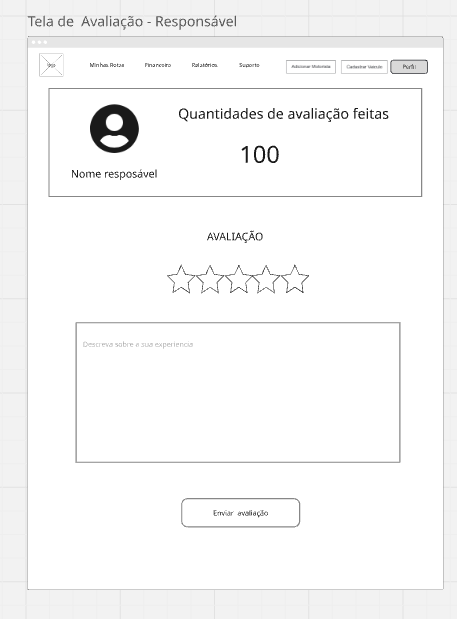 Tela de Avaliação - Responsável
logo
Minhas Rotas Financeiro Relatórios Suporte Adicionar Motorista Cadastrar Veículo Perfil
Quantidades de avaliação feitas
100
Nome resposável
AVALIAÇÃO
Descreva sobre a sua experiencia
Enviar avaliação